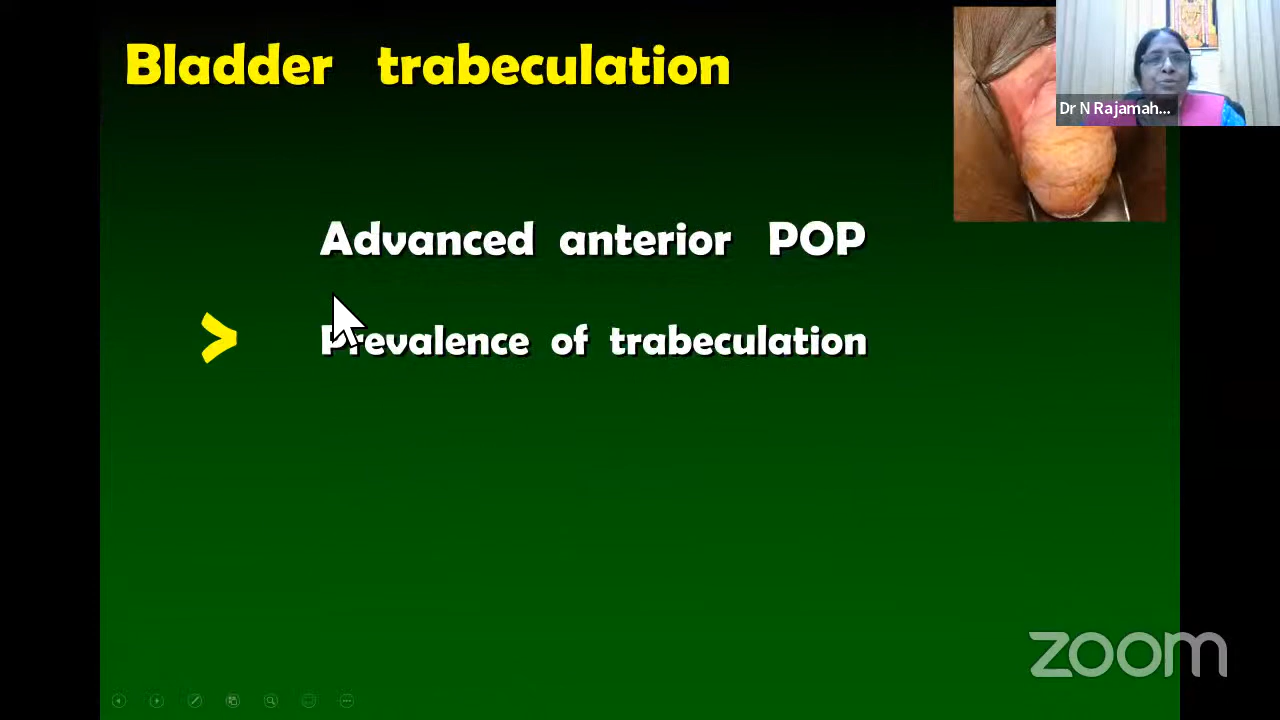 Bladder trabeculation
Dr N Rajamah...
Advanced anterior POP
> Prevalence of trabeculation
zoom